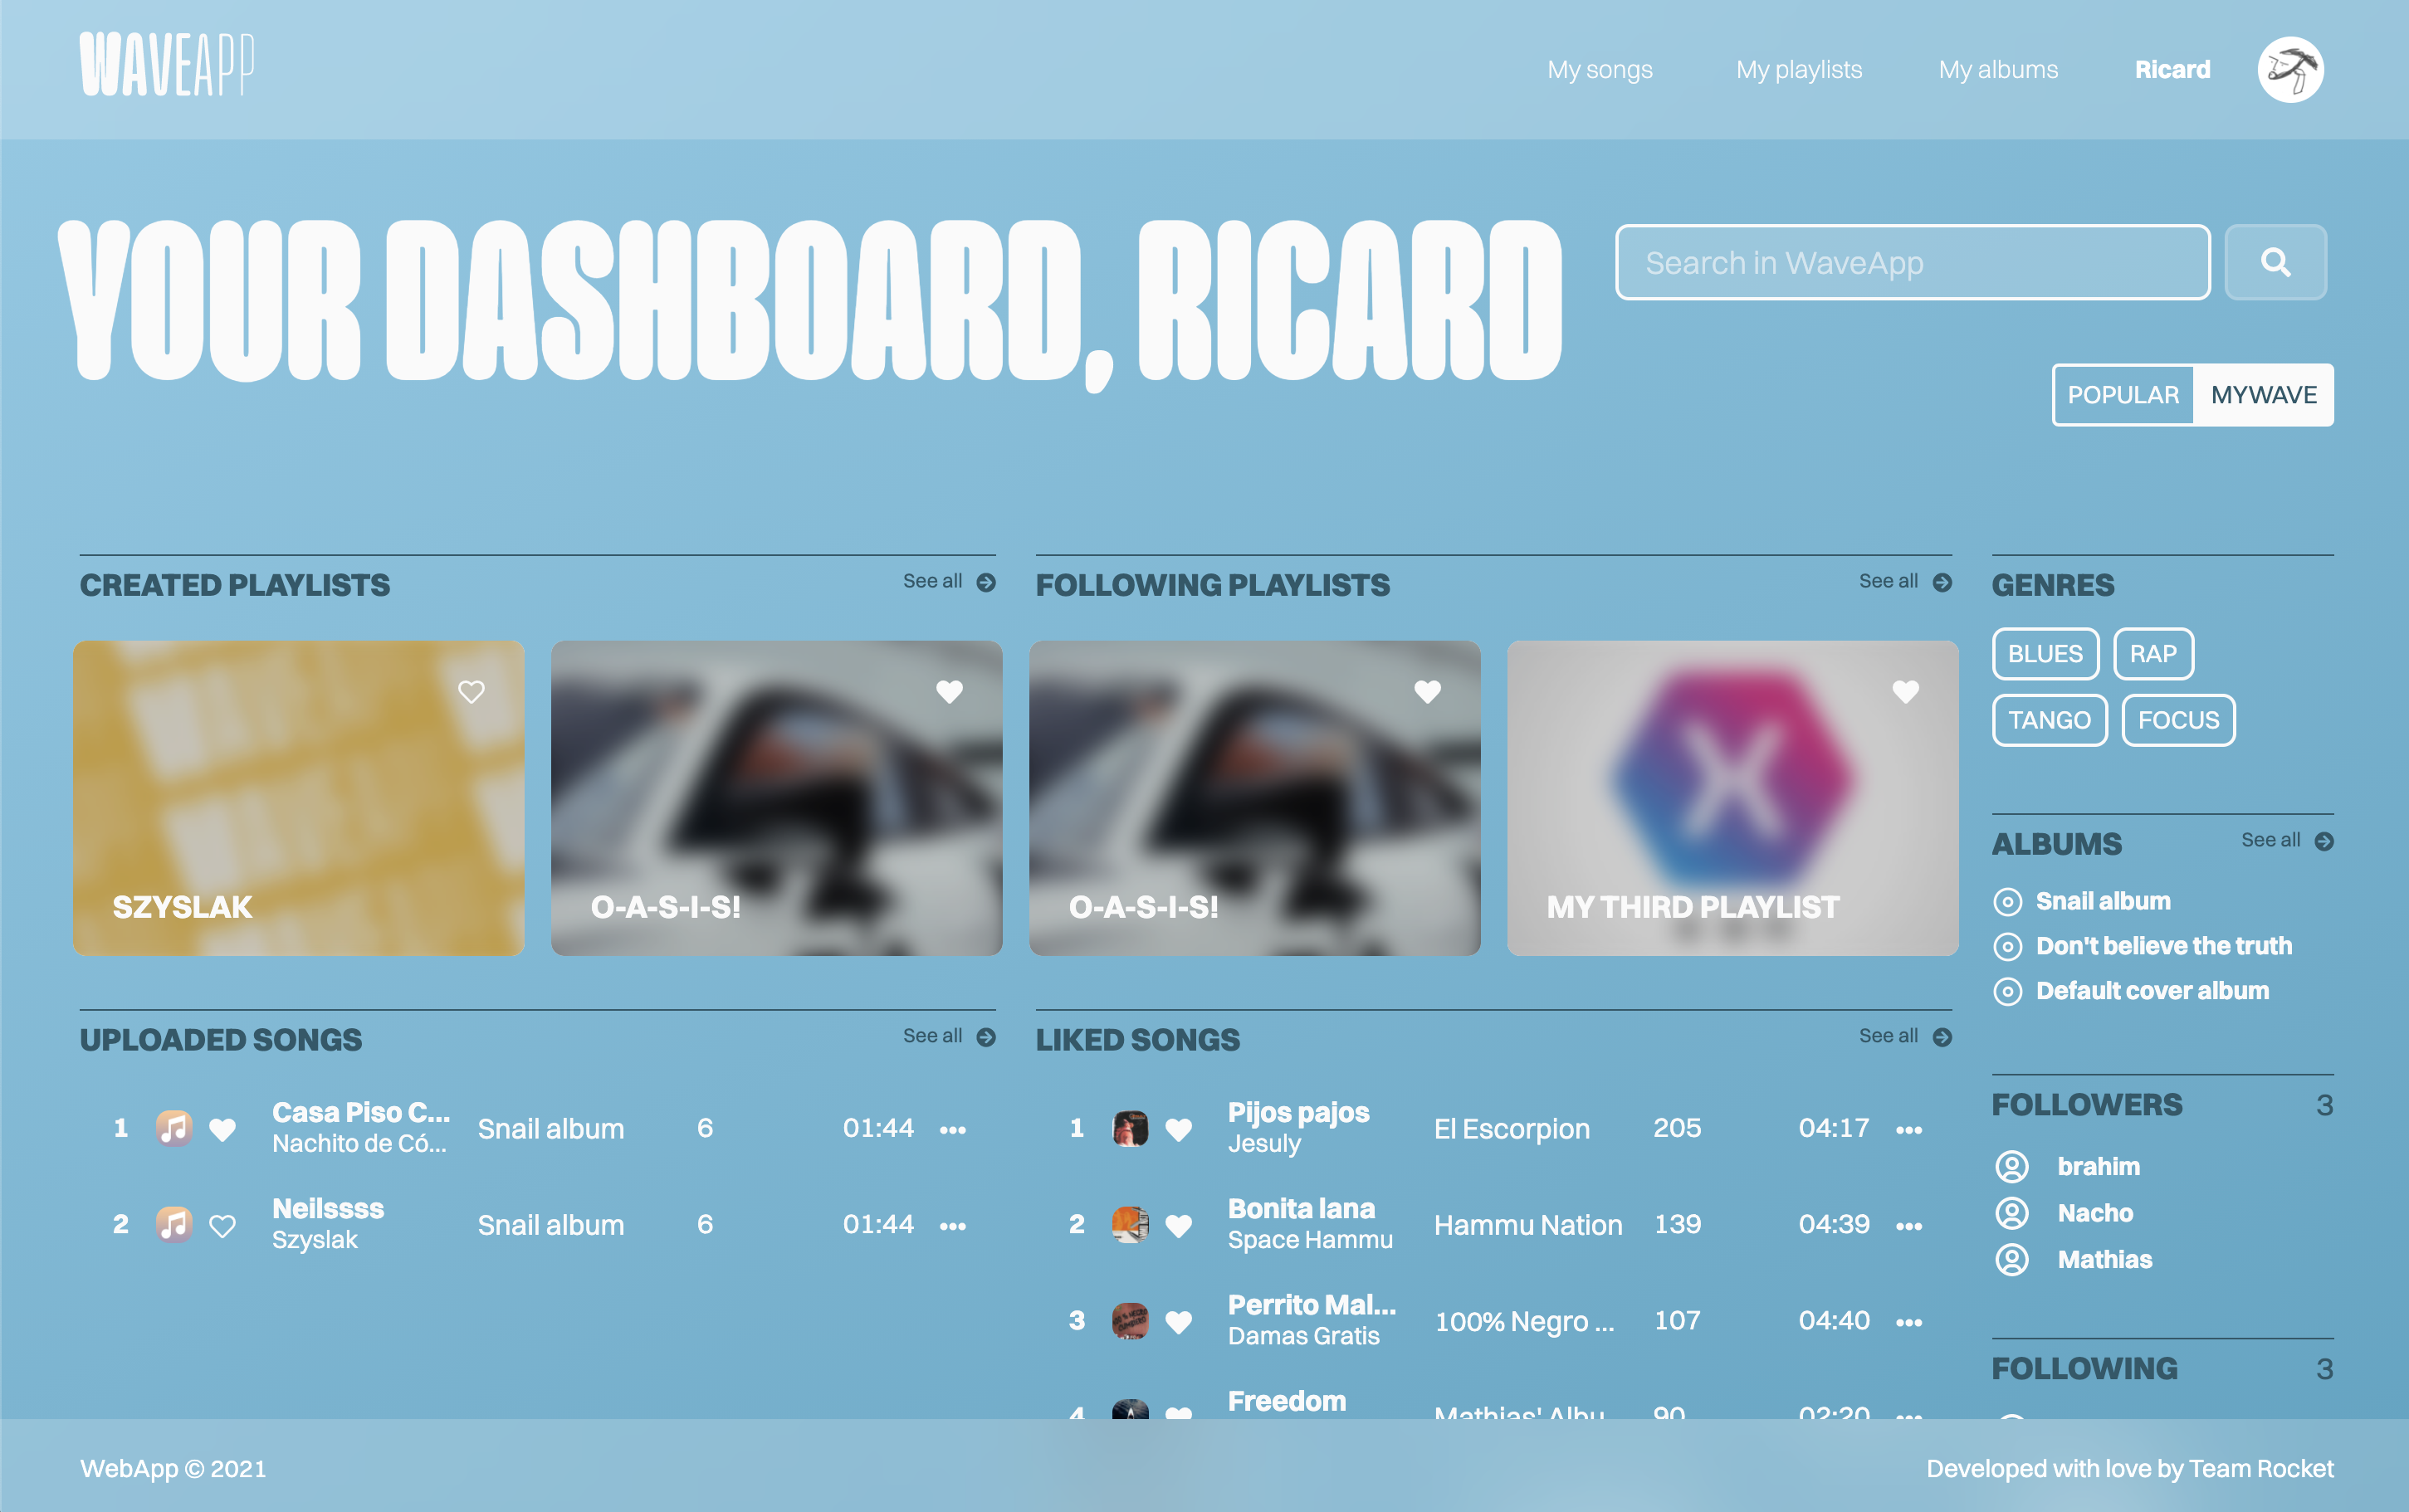 WAVEAPP
My songs My playlists My albums Ricard
YOUR DASHBOARD, RICARD
Search in WaveApp
POPULAR MYWAVE
CREATED PLAYLISTS See all
SZYSLAK
O-A-S-I-S!
FOLLOWING PLAYLISTS See all
O-A-S-I-S!
MY THIRD PLAYLIST
UPLOADED SONGS See all
1 Casa Piso C... Snail album 6 01:44
Nachito de Có...
2 Neilssss Snail album 6 01:44
Szyslak
LIKED SONGS See all
1 Pijos pajos El Escorpion 205 04:17
Jesuly
2 Bonita lana Hammu Nation 139 04:39
Space Hammu
3 Perrito Mal... 100% Negro ... 107 04:40
Damas Gratis
4 Freedom Mathias' Albu... 90 02:20
GENRES
BLUES RAP
TANGO FOCUS
ALBUMS See all
Snail album
Don't believe the truth
Default cover album
FOLLOWERS 3
brahim
Nacho
Mathias
FOLLOWING 3
WebApp © 2021
Developed with love by Team Rocket